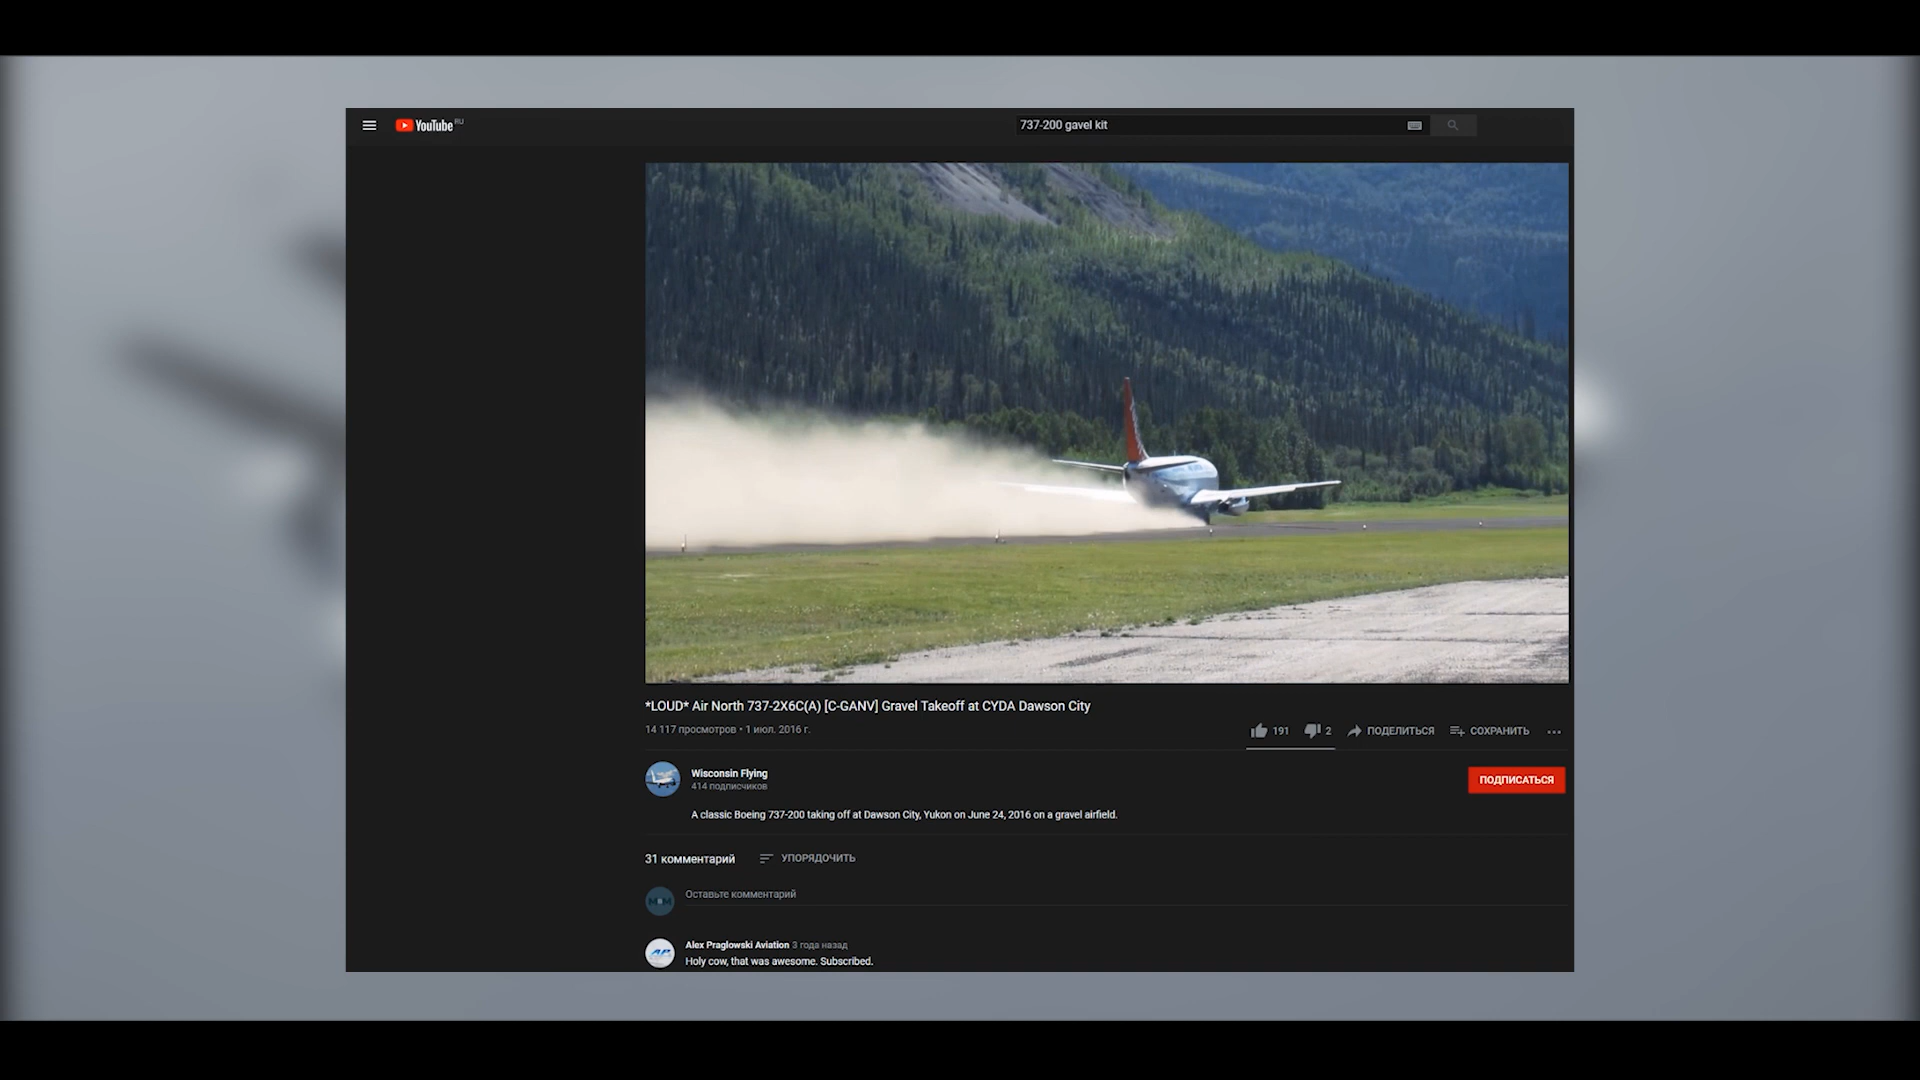 YouTube RU
737-200 gavel kit
*LOUD* Air North 737-2X6C(A) [C-GANV] Gravel Takeoff at CYDA Dawson City
14 117 просмотров • 1 июл. 2016 г.
191
2
ПОДЕЛИТЬСЯ
СОХРАНИТЬ
Wisconsin Flying
414 подписчиков
ПОДПИСАТЬСЯ
A classic Boeing 737-200 taking off at Dawson City, Yukon on June 24, 2016 on a gravel airfield.
31 комментарий
УПОРЯДОЧИТЬ
Оставьте комментарий
Alex Praglowski Aviation 3 года назад
Holy cow, that was awesome. Subscribed.